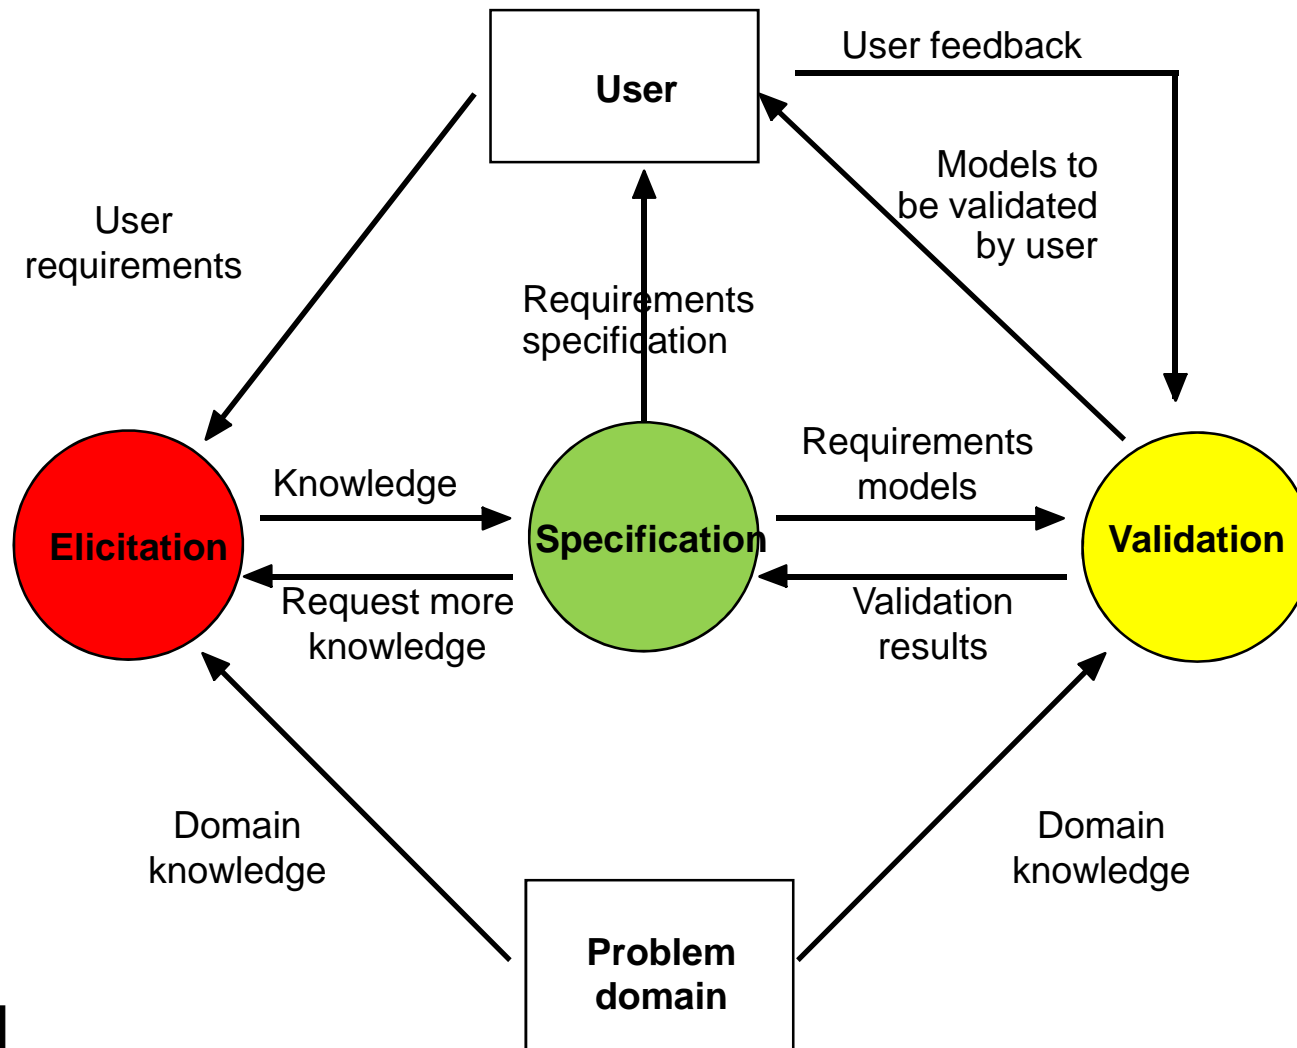 User feedback
User
Models to
be validated
by user
User
requirements
Requirements
specification
Requirements
models
Knowledge
Elicitation
Specification
Validation
Request more
knowledge
Validation
results
Domain
knowledge
Domain
knowledge
Problem
domain